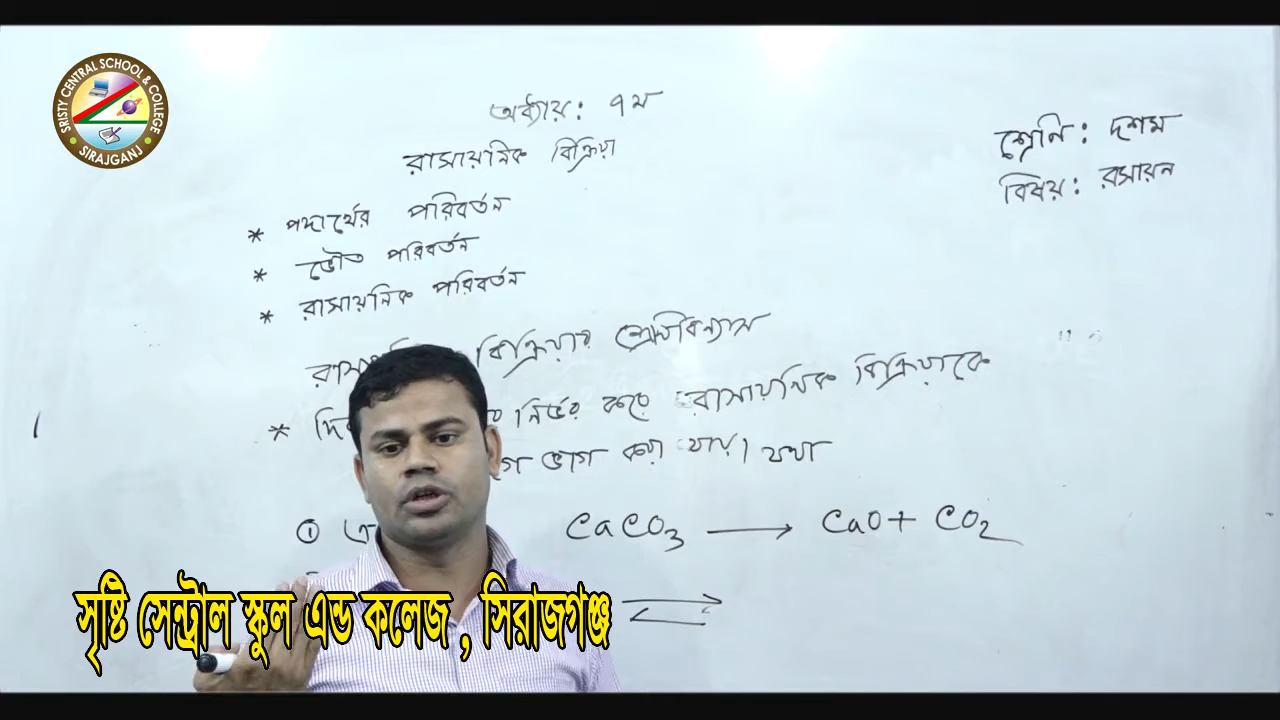 SRISTY CENTRAL SCHOOL & COLLEGE
SIRAJGANJ
অধ্যায়: ৭ম
রাসায়নিক বিক্রিয়া
শ্রেণি: দশম
বিষয়: রসায়ন
* পদার্থের পরিবর্তন
* ভৌত পরিবর্তন
* রাসায়নিক পরিবর্তন
বিক্রিয়ার শ্রেণীবিন্যাস
* নির্ভর করে রাসায়নিক বিক্রিয়াকে
ভাগ করা যায়। যথা
① CaCO₃ ⟶ CaO + CO₂
⇌
সৃষ্টি সেন্ট্রাল স্কুল এন্ড কলেজ , সিরাজগঞ্জ